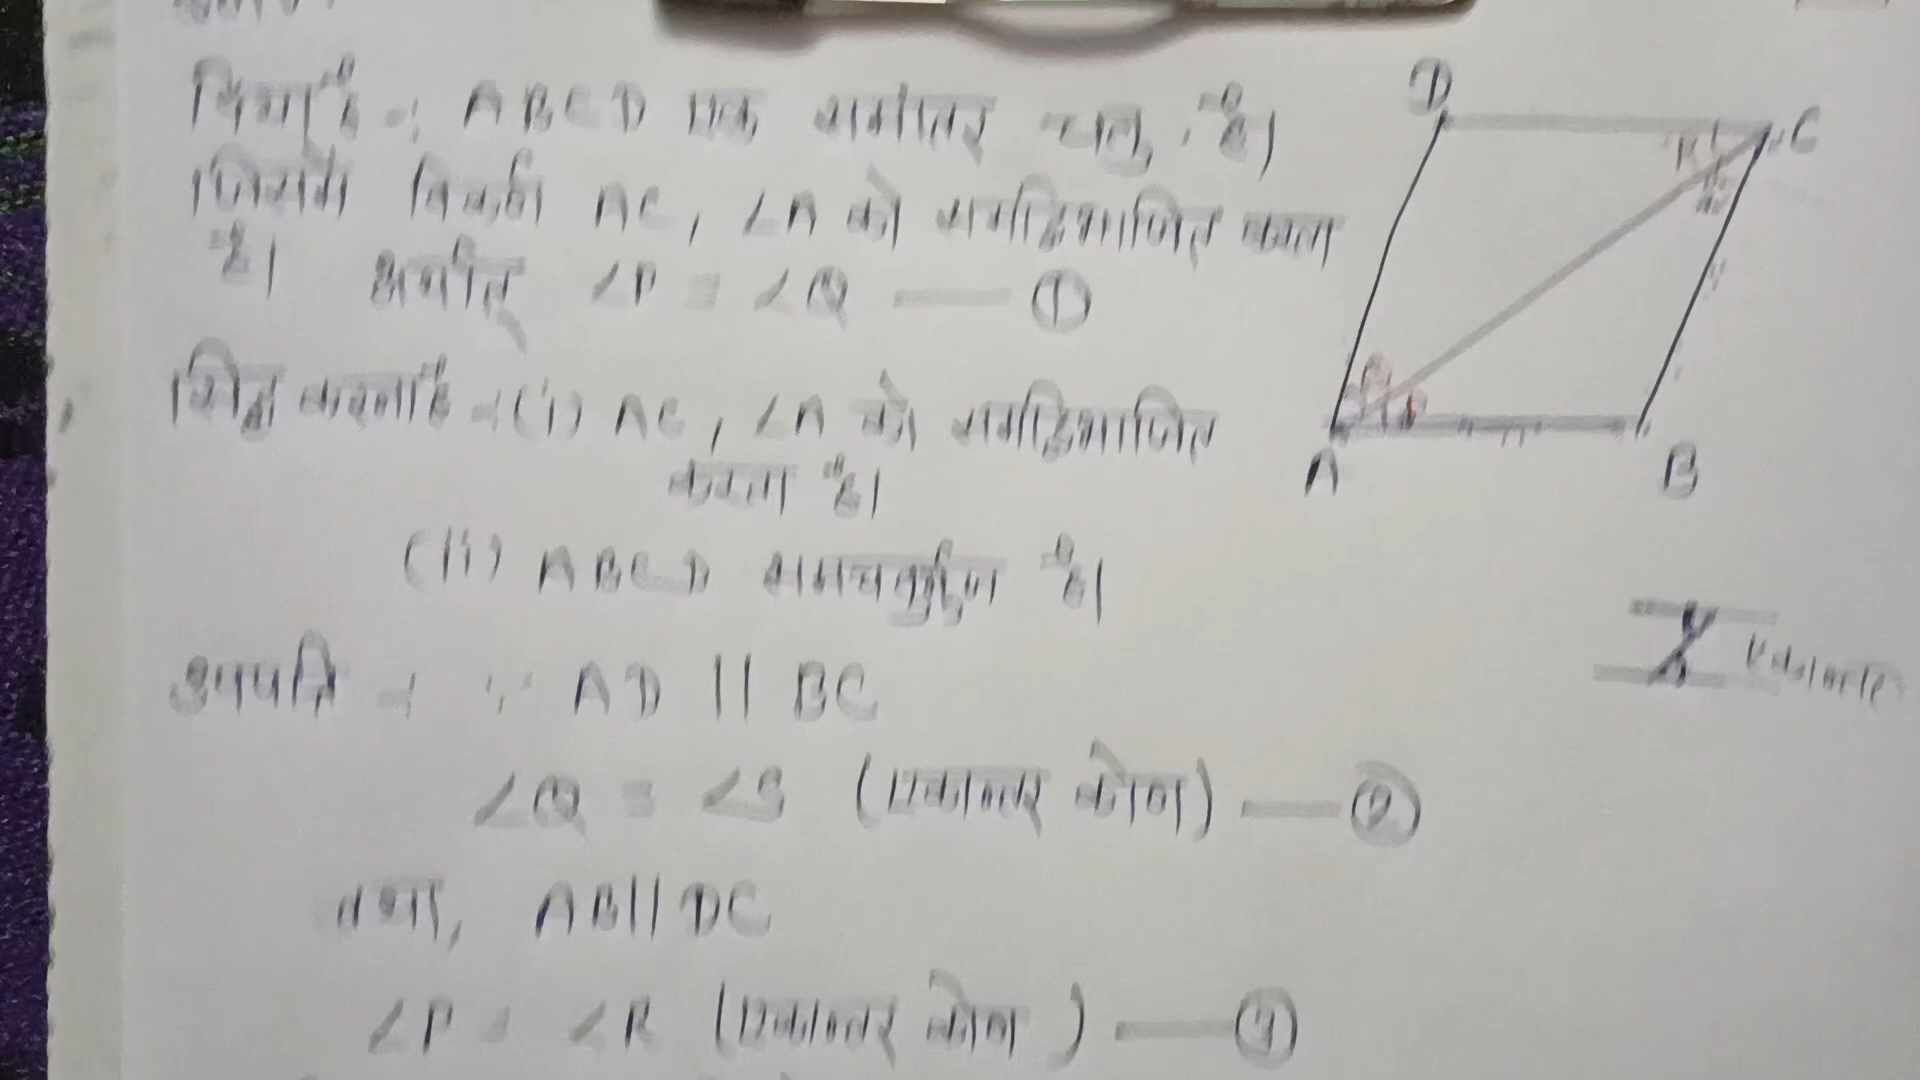 दिया है :- ABCD एक समांतर चतु. है।
जिसमें विकर्ण AC, ∠A को समद्विभाजित करता
है। अर्थात् ∠P = ∠Q —— ①
सिद्ध करना है :- (i) AC, ∠A को समद्विभाजित
करता है।
(ii) ABCD समचतुर्भुज है।
उपपत्ति :- ∵ AD || BC
∠Q = ∠S (एकान्तर कोण) —— ②
तथा, AB || DC
∠P = ∠R (एकान्तर कोण) —— ③
D
C
A
B
एकान्तर